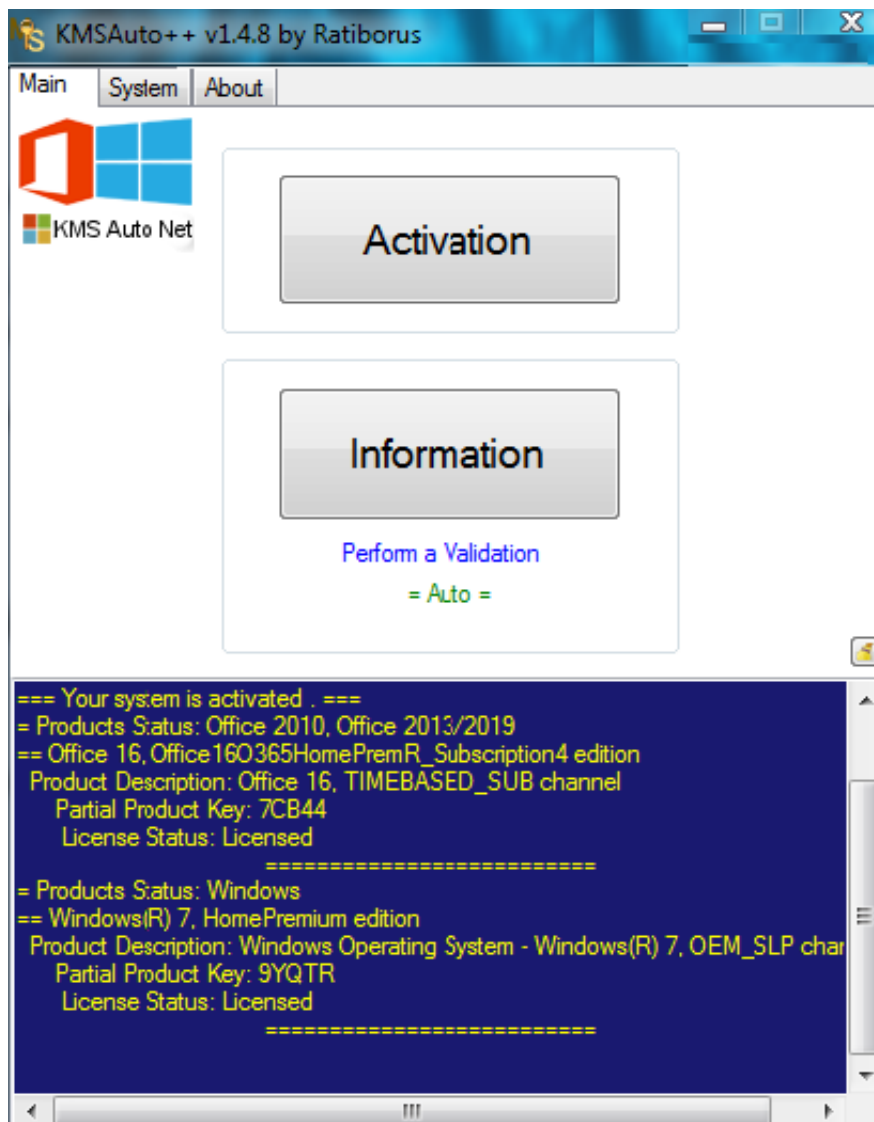 KMSAuto++ v1.4.8 by Ratiborus
Main System About
KMS Auto Net
Activation
Information
Perform a Validation
= Auto =
=== Your system is activated . ===
= Products Status: Office 2010, Office 2013/2019
== Office 16, Office16O365HomePremR_Subscription4 edition
Product Description: Office 16, TIMEBASED_SUB channel
Partial Product Key: 7CB44
License Status: Licensed
==========================
= Products Status: Windows
== Windows(R) 7, HomePremium edition
Product Description: Windows Operating System - Windows(R) 7, OEM_SLP char
Partial Product Key: 9YQTR
License Status: Licensed
==========================